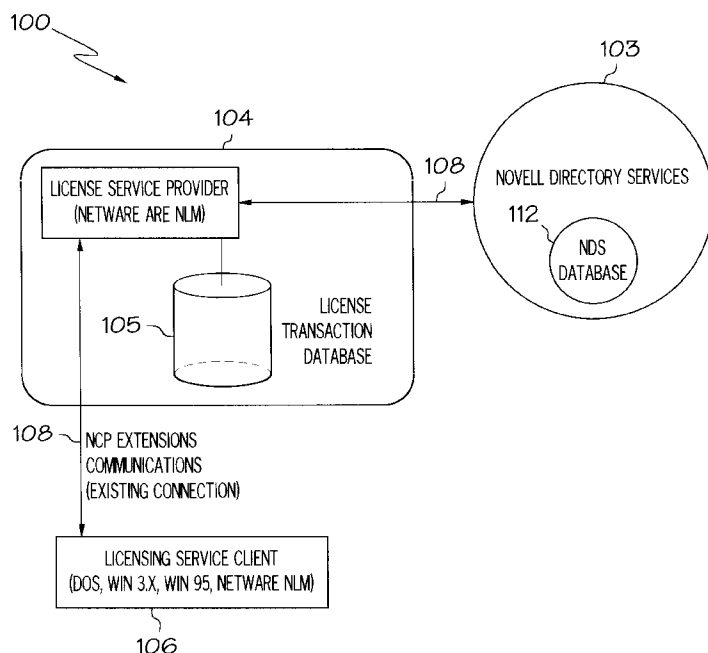 100
103
104
LICENSE SERVICE PROVIDER
(NETWARE ARE NLM)
108
NOVELL DIRECTORY SERVICES
112
NDS
DATABASE
105
LICENSE
TRANSACTION
DATABASE
108
NCP EXTENSIONS
COMMUNICATIONS
(EXISTING CONNECTION)
LICENSING SERVICE CLIENT
(DOS, WIN 3.X, WIN 95, NETWARE NLM)
106